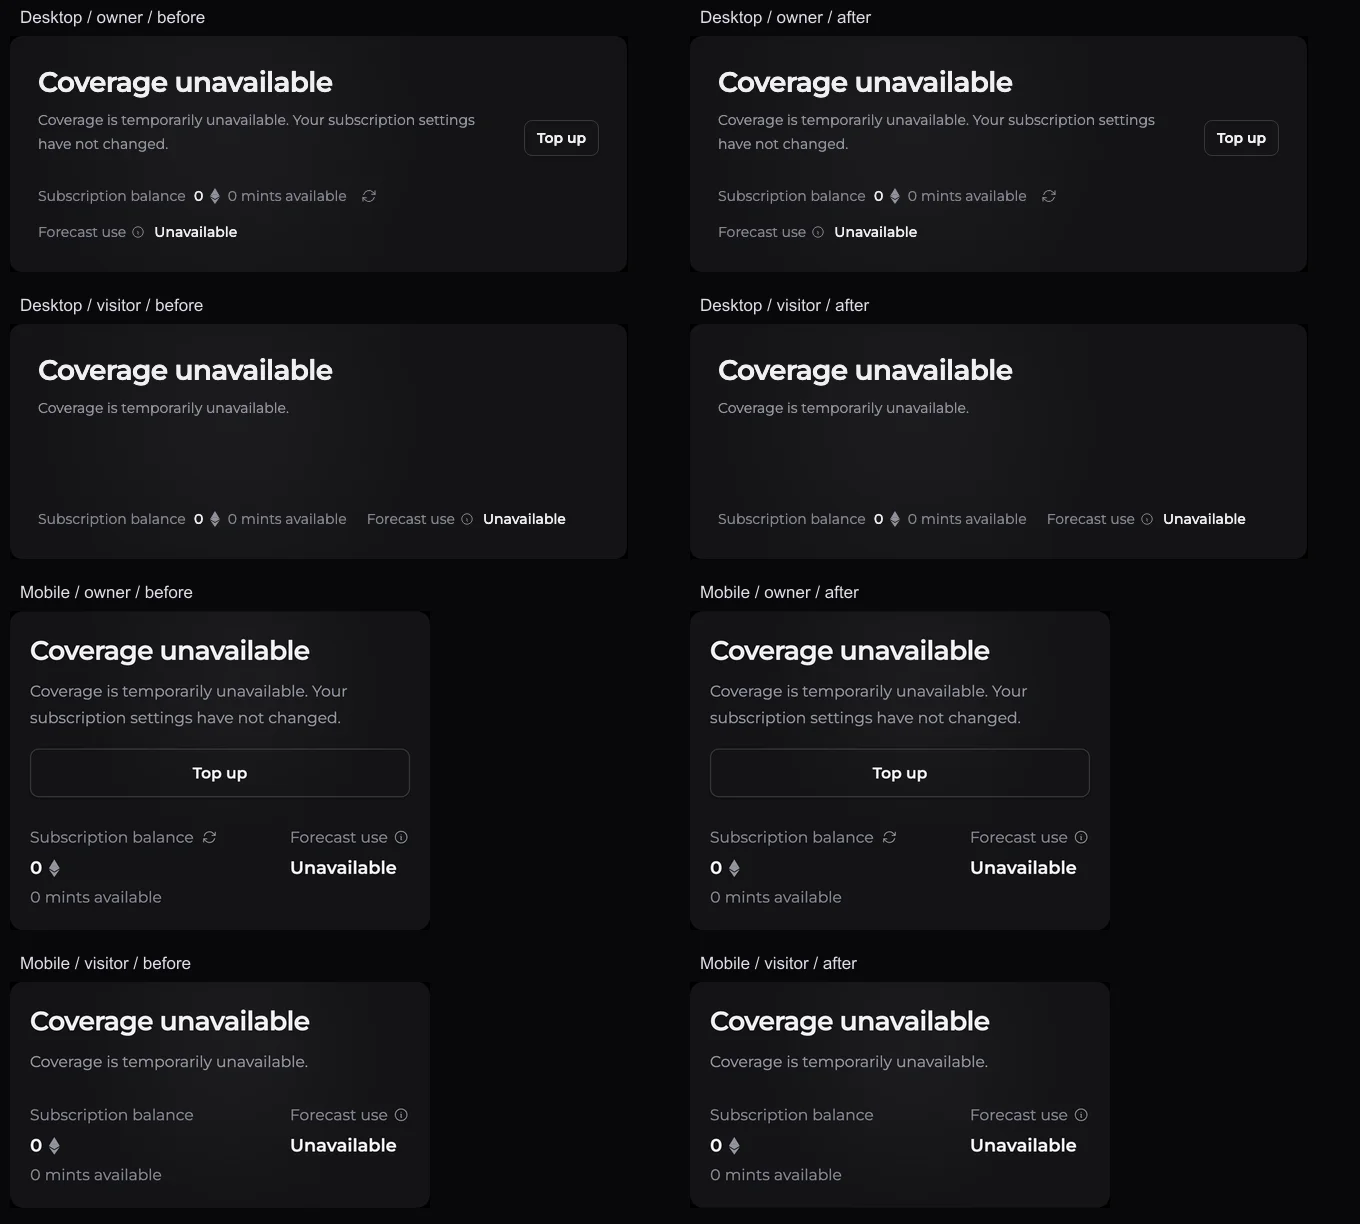 Desktop / owner / before
Coverage unavailable
Coverage is temporarily unavailable. Your subscription settings
have not changed.
Top up
Subscription balance 0 0 mints available
Forecast use Unavailable
Desktop / owner / after
Coverage unavailable
Coverage is temporarily unavailable. Your subscription settings
have not changed.
Top up
Subscription balance 0 0 mints available
Forecast use Unavailable
Desktop / visitor / before
Coverage unavailable
Coverage is temporarily unavailable.
Subscription balance 0 0 mints available Forecast use Unavailable
Desktop / visitor / after
Coverage unavailable
Coverage is temporarily unavailable.
Subscription balance 0 0 mints available Forecast use Unavailable
Mobile / owner / before
Coverage unavailable
Coverage is temporarily unavailable. Your
subscription settings have not changed.
Top up
Subscription balance Forecast use
0 Unavailable
0 mints available
Mobile / owner / after
Coverage unavailable
Coverage is temporarily unavailable. Your
subscription settings have not changed.
Top up
Subscription balance Forecast use
0 Unavailable
0 mints available
Mobile / visitor / before
Coverage unavailable
Coverage is temporarily unavailable.
Subscription balance Forecast use
0 Unavailable
0 mints available
Mobile / visitor / after
Coverage unavailable
Coverage is temporarily unavailable.
Subscription balance Forecast use
0 Unavailable
0 mints available